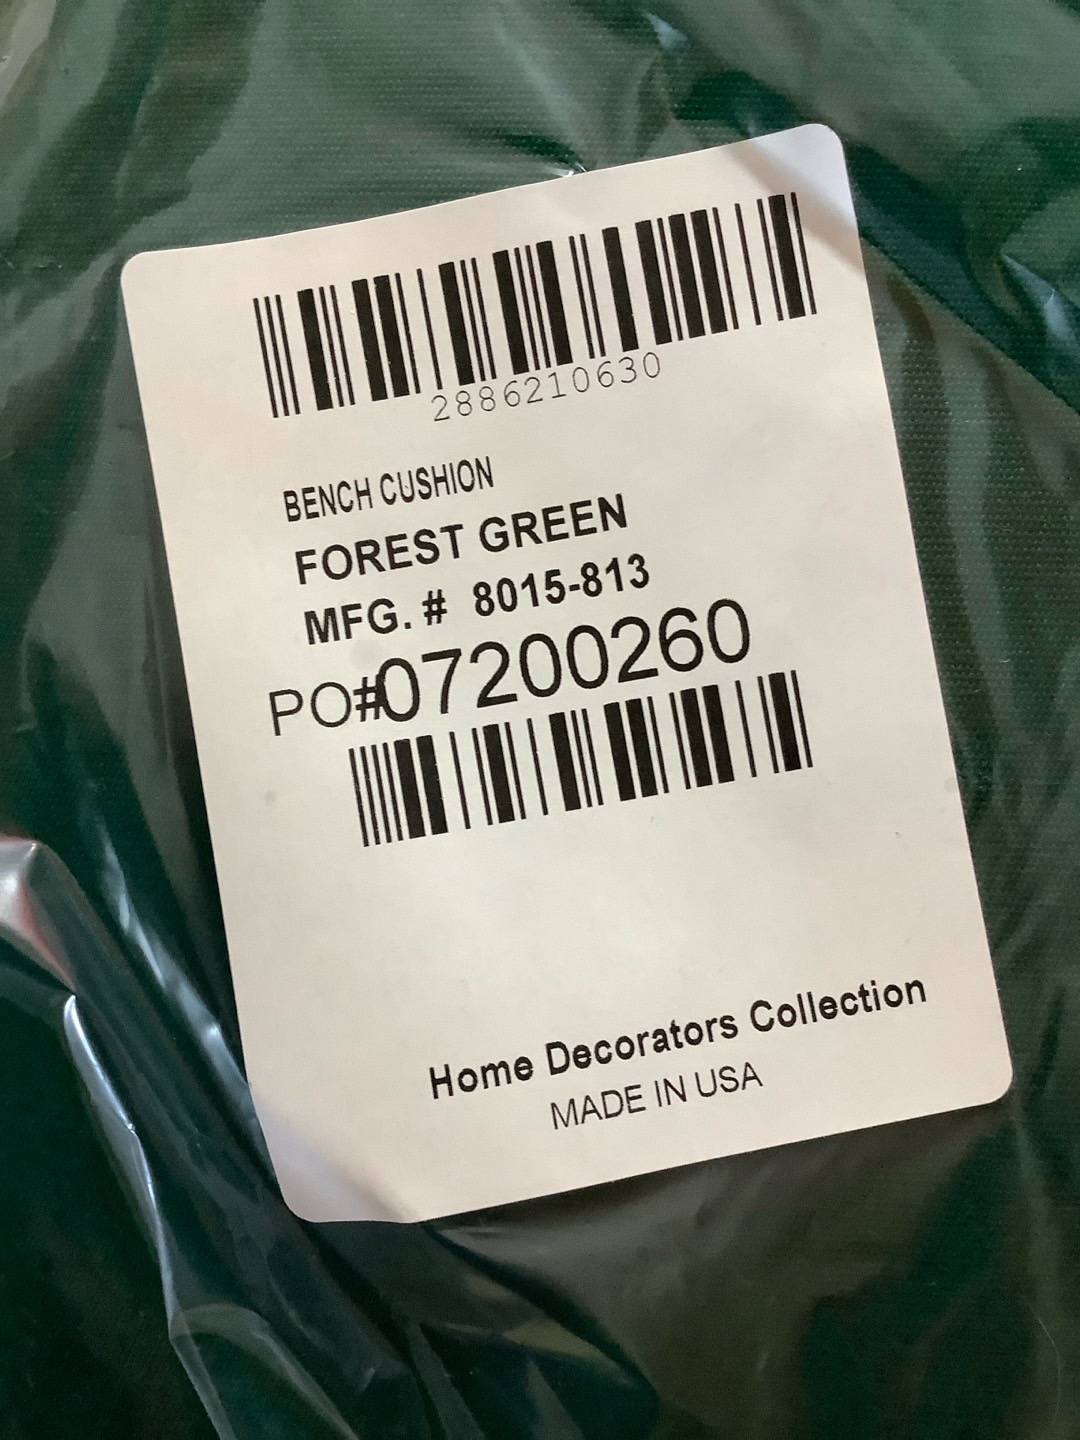 2886210630
BENCH CUSHION
FOREST GREEN
MFG. # 8015-813
PO#07200260
Home Decorators Collection
MADE IN USA